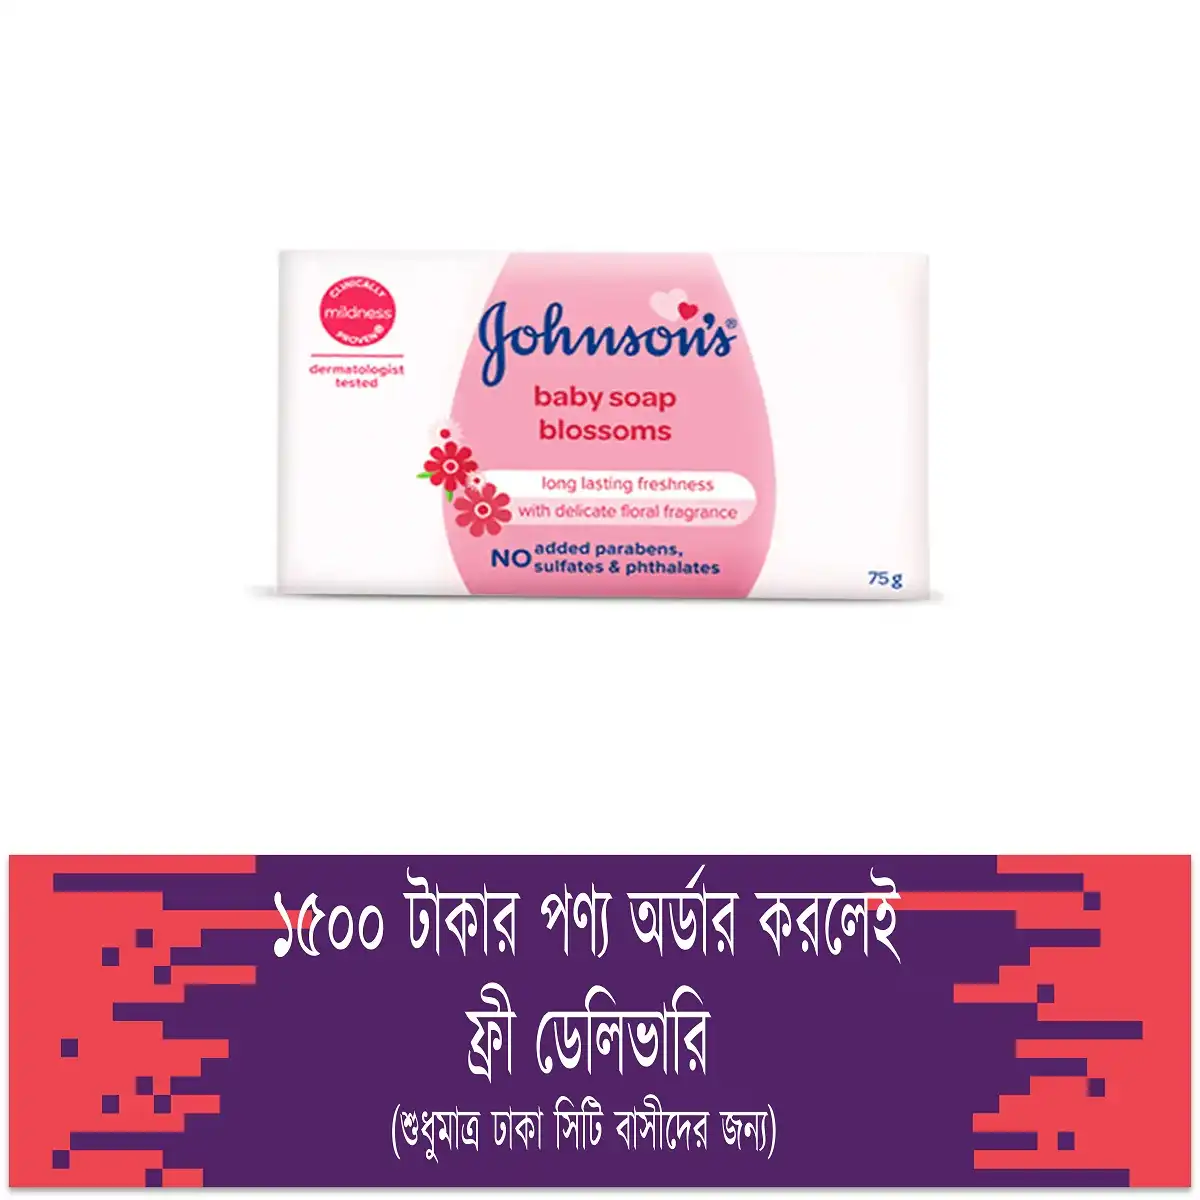 CLINICALLY
mildness
PROVEN®
dermatologist
tested
Johnson's®
baby soap
blossoms
long lasting freshness
with delicate floral fragrance
NO added parabens,
sulfates & phthalates
75 g
১৫০০ টাকার পণ্য অর্ডার করলেই
ফ্রী ডেলিভারি
(শুধুমাত্র ঢাকা সিটি বাসীদের জন্য)